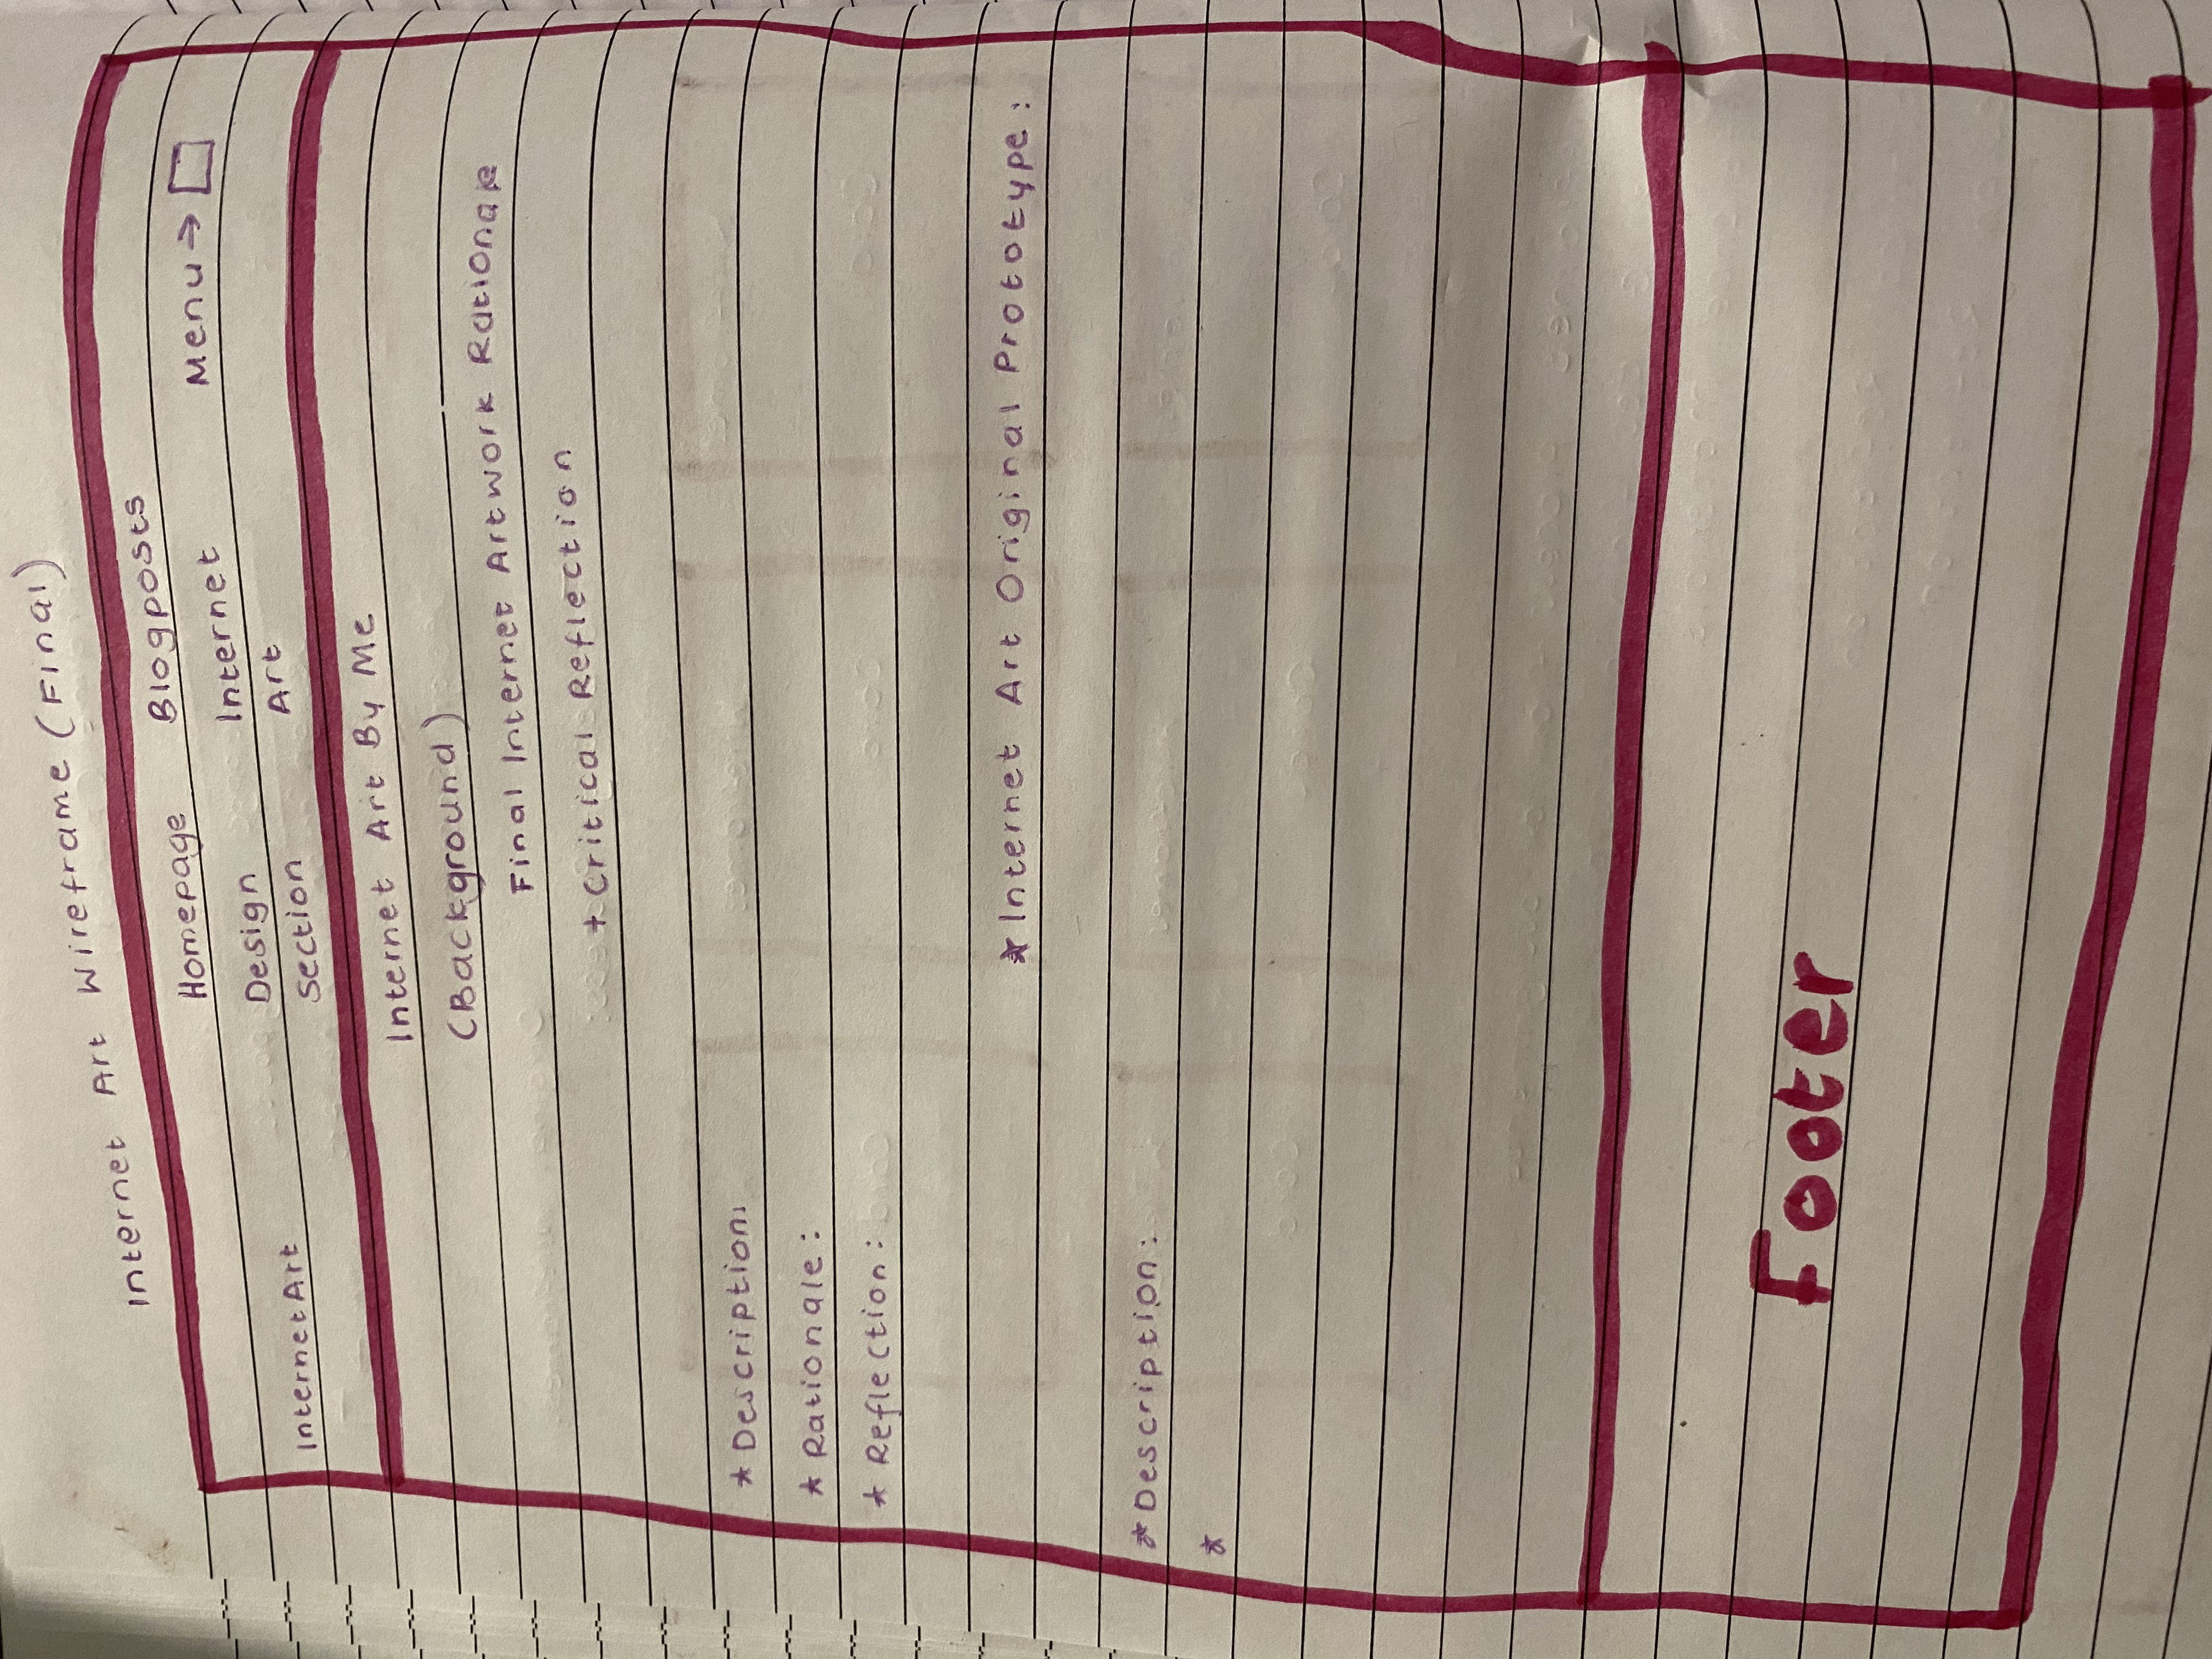 Internet Art Wireframe (Final)
Homepage Blogposts
Menu →
Design Internet
InternetArt Section Art
Internet Art By Me
(Background)
Final Internet Artwork Rationale
+ Critical Reflection
* Description:
* Rationale:
* Reflection:
* Internet Art Original Prototype:
* Description:
*
Footer